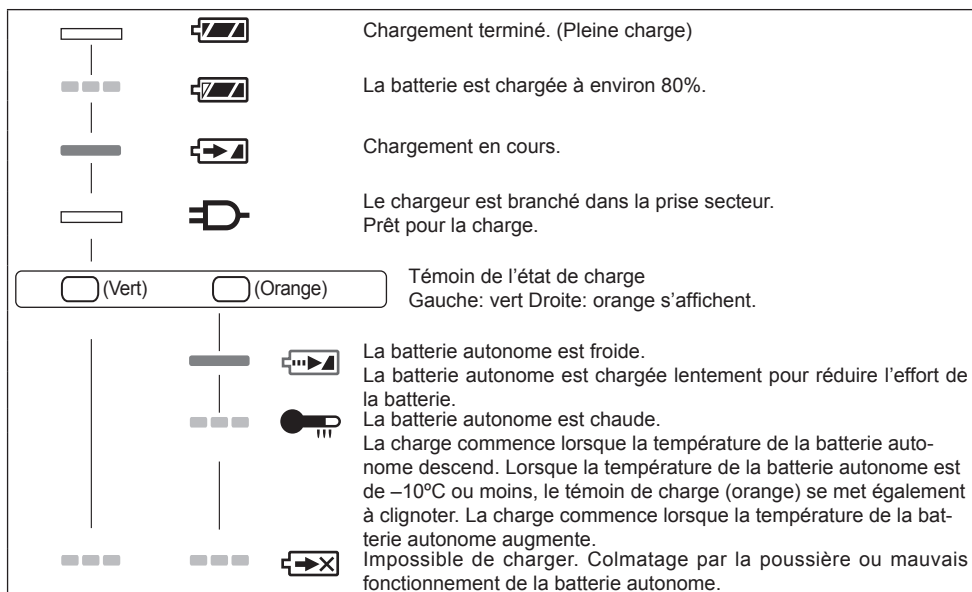 Chargement terminé. (Pleine charge)
La batterie est chargée à environ 80%.
Chargement en cours.
Le chargeur est branché dans la prise secteur.
Prêt pour la charge.
(Vert) (Orange)
Témoin de l’état de charge
Gauche: vert Droite: orange s’affichent.
La batterie autonome est froide.
La batterie autonome est chargée lentement pour réduire l’effort de
la batterie.
La batterie autonome est chaude.
La charge commence lorsque la température de la batterie auto-
nome descend. Lorsque la température de la batterie autonome est
de –10ºC ou moins, le témoin de charge (orange) se met également
à clignoter. La charge commence lorsque la température de la bat-
terie autonome augmente.
Impossible de charger. Colmatage par la poussière ou mauvais
fonctionnement de la batterie autonome.